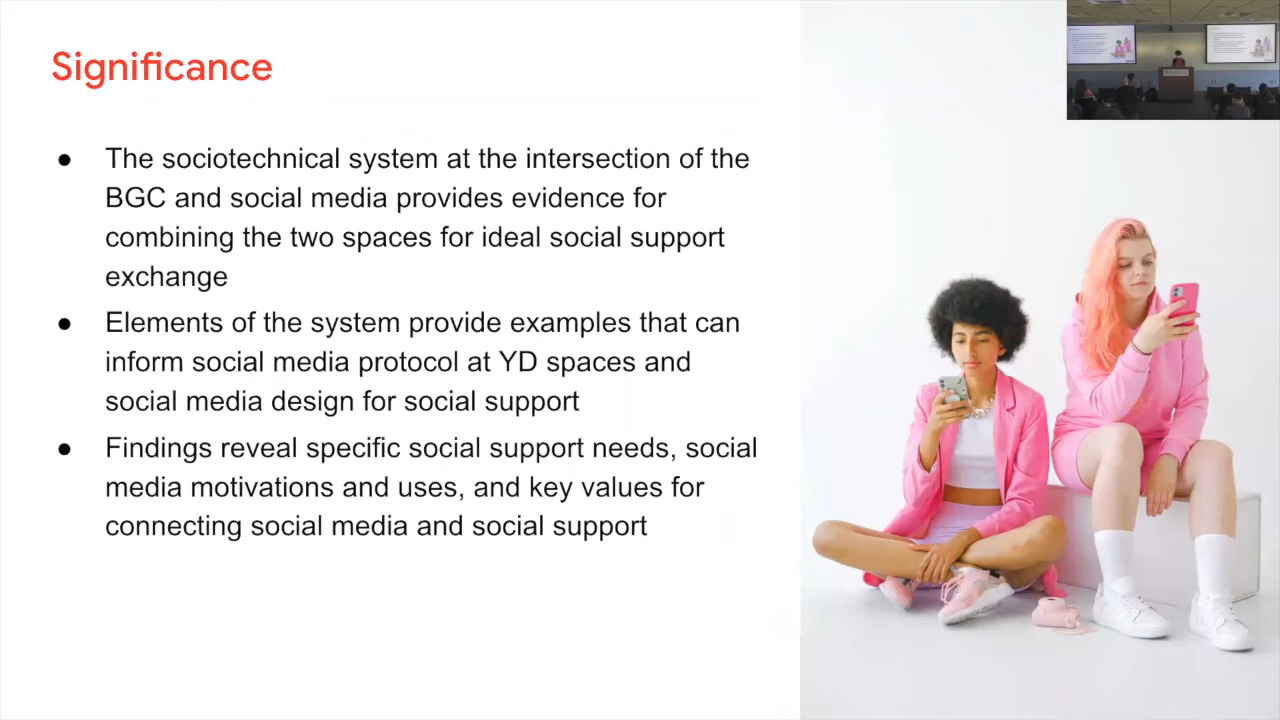 Significance
● The sociotechnical system at the intersection of the
BGC and social media provides evidence for
combining the two spaces for ideal social support
exchange
● Elements of the system provide examples that can
inform social media protocol at YD spaces and
social media design for social support
● Findings reveal specific social support needs, social
media motivations and uses, and key values for
connecting social media and social support